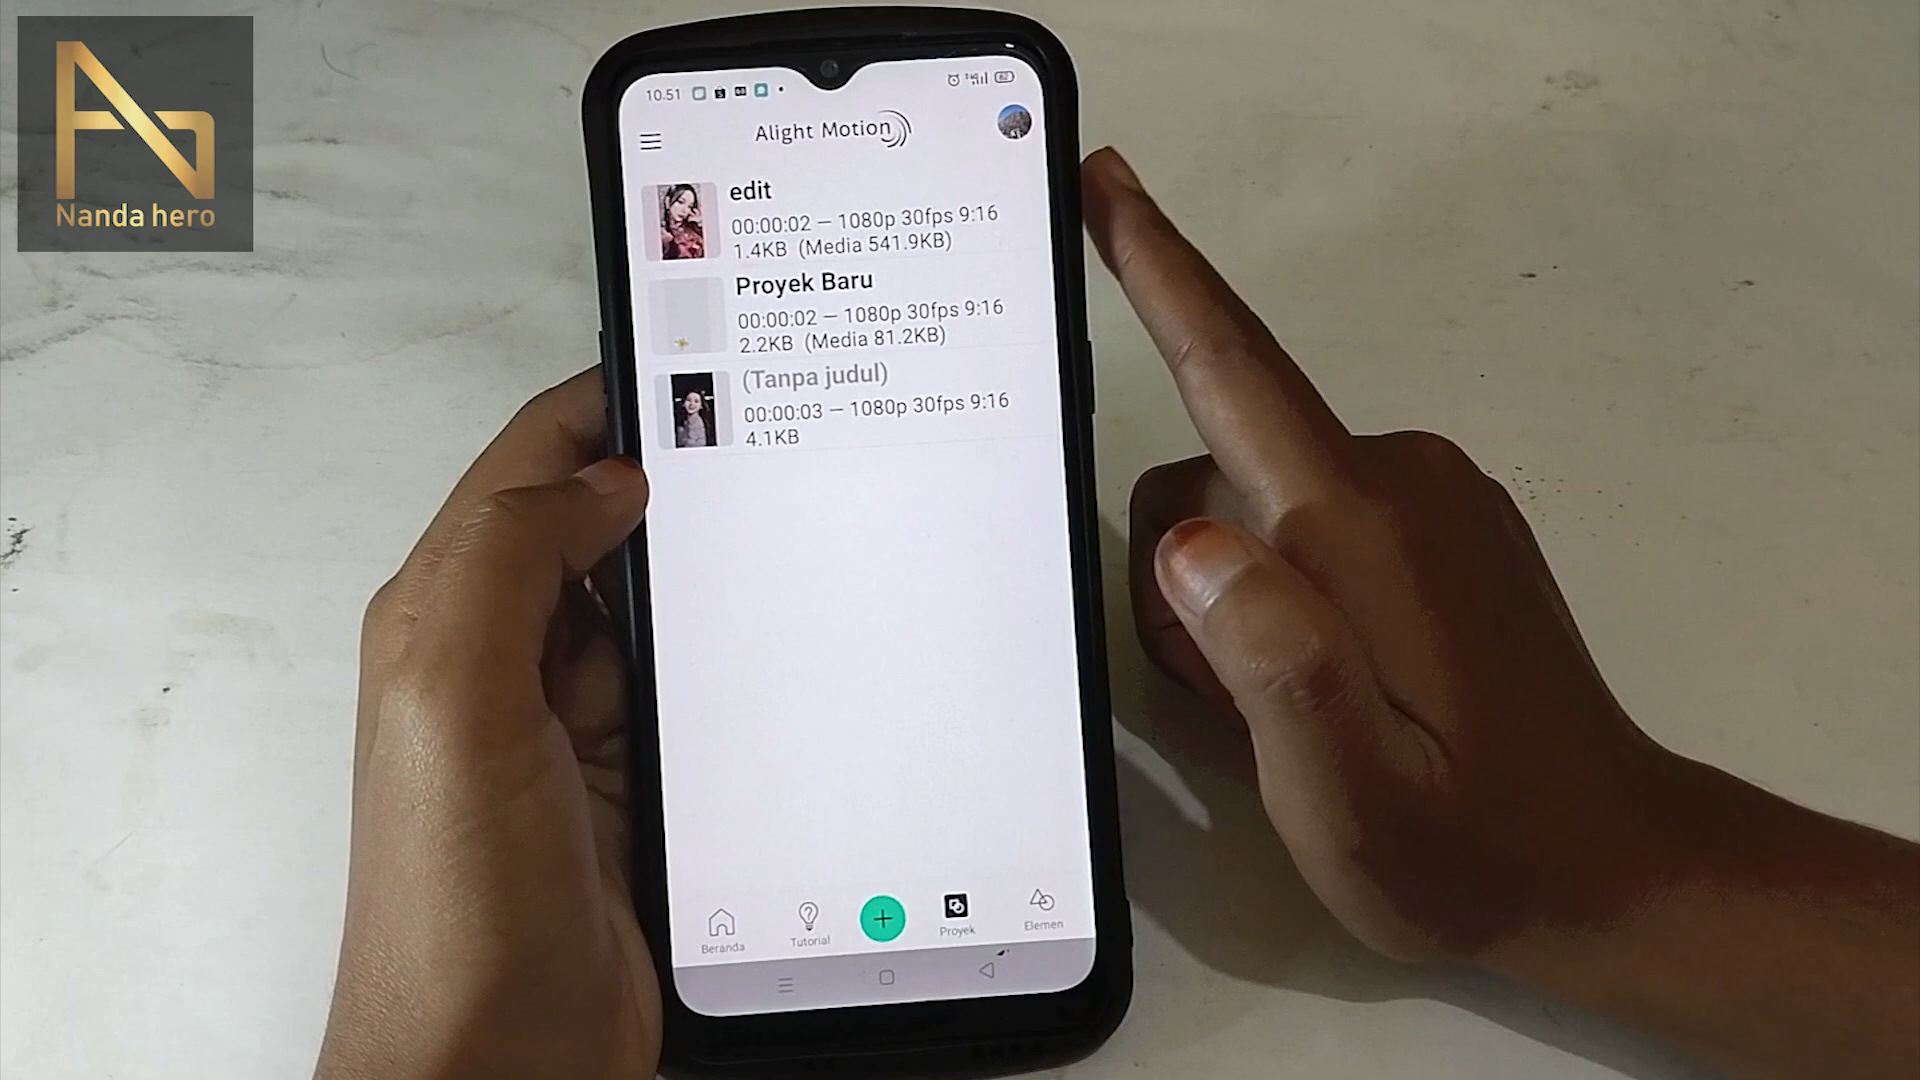 Nanda hero
10.51
Alight Motion
edit
00:00:02 — 1080p 30fps 9:16
1.4KB (Media 541.9KB)
Proyek Baru
00:00:02 — 1080p 30fps 9:16
2.2KB (Media 81.2KB)
(Tanpa judul)
00:00:03 — 1080p 30fps 9:16
4.1KB
Beranda
Tutorial
Proyek
Elemen